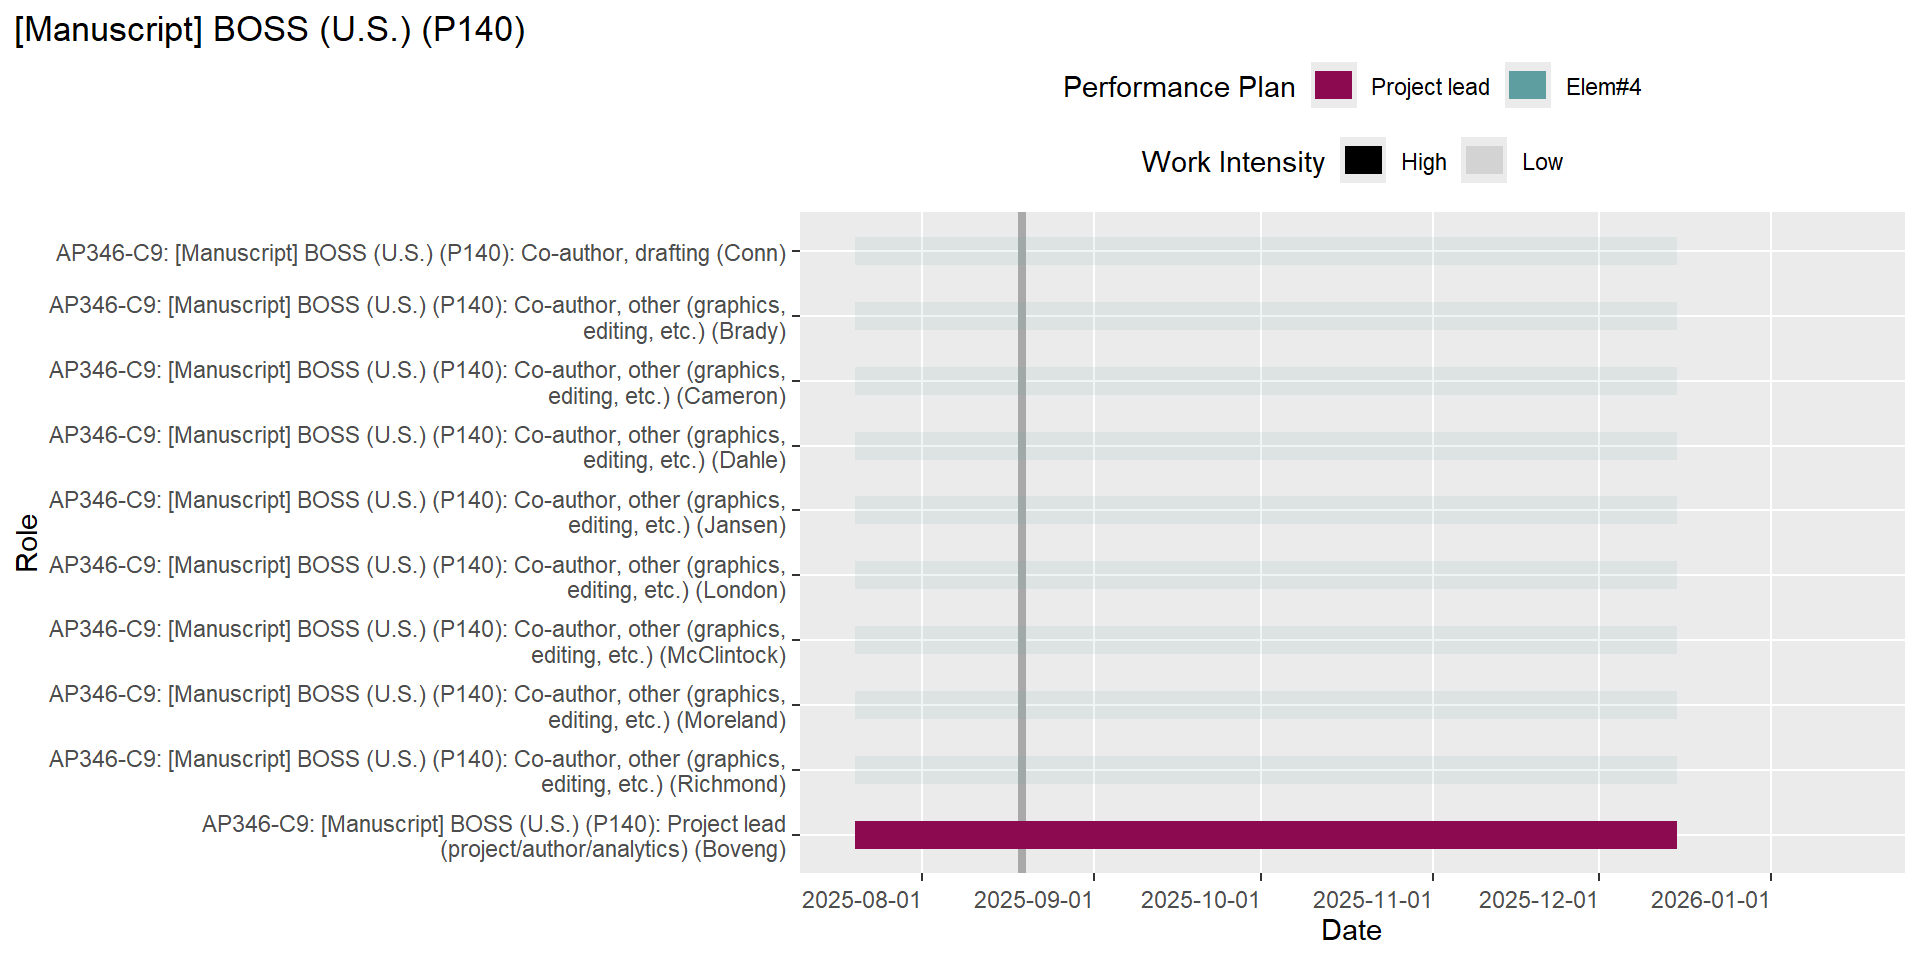 [Manuscript] BOSS (U.S.) (P140)
Performance Plan Project lead Elem#4
Work Intensity High Low
AP346-C9: [Manuscript] BOSS (U.S.) (P140): Co-author, drafting (Conn)
AP346-C9: [Manuscript] BOSS (U.S.) (P140): Co-author, other (graphics,
editing, etc.) (Brady)
AP346-C9: [Manuscript] BOSS (U.S.) (P140): Co-author, other (graphics,
editing, etc.) (Cameron)
AP346-C9: [Manuscript] BOSS (U.S.) (P140): Co-author, other (graphics,
editing, etc.) (Dahle)
AP346-C9: [Manuscript] BOSS (U.S.) (P140): Co-author, other (graphics,
editing, etc.) (Jansen)
AP346-C9: [Manuscript] BOSS (U.S.) (P140): Co-author, other (graphics,
editing, etc.) (London)
AP346-C9: [Manuscript] BOSS (U.S.) (P140): Co-author, other (graphics,
editing, etc.) (McClintock)
AP346-C9: [Manuscript] BOSS (U.S.) (P140): Co-author, other (graphics,
editing, etc.) (Moreland)
AP346-C9: [Manuscript] BOSS (U.S.) (P140): Co-author, other (graphics,
editing, etc.) (Richmond)
AP346-C9: [Manuscript] BOSS (U.S.) (P140): Project lead
(project/author/analytics) (Boveng)
Role
2025-08-01 2025-09-01 2025-10-01 2025-11-01 2025-12-01 2026-01-01
Date